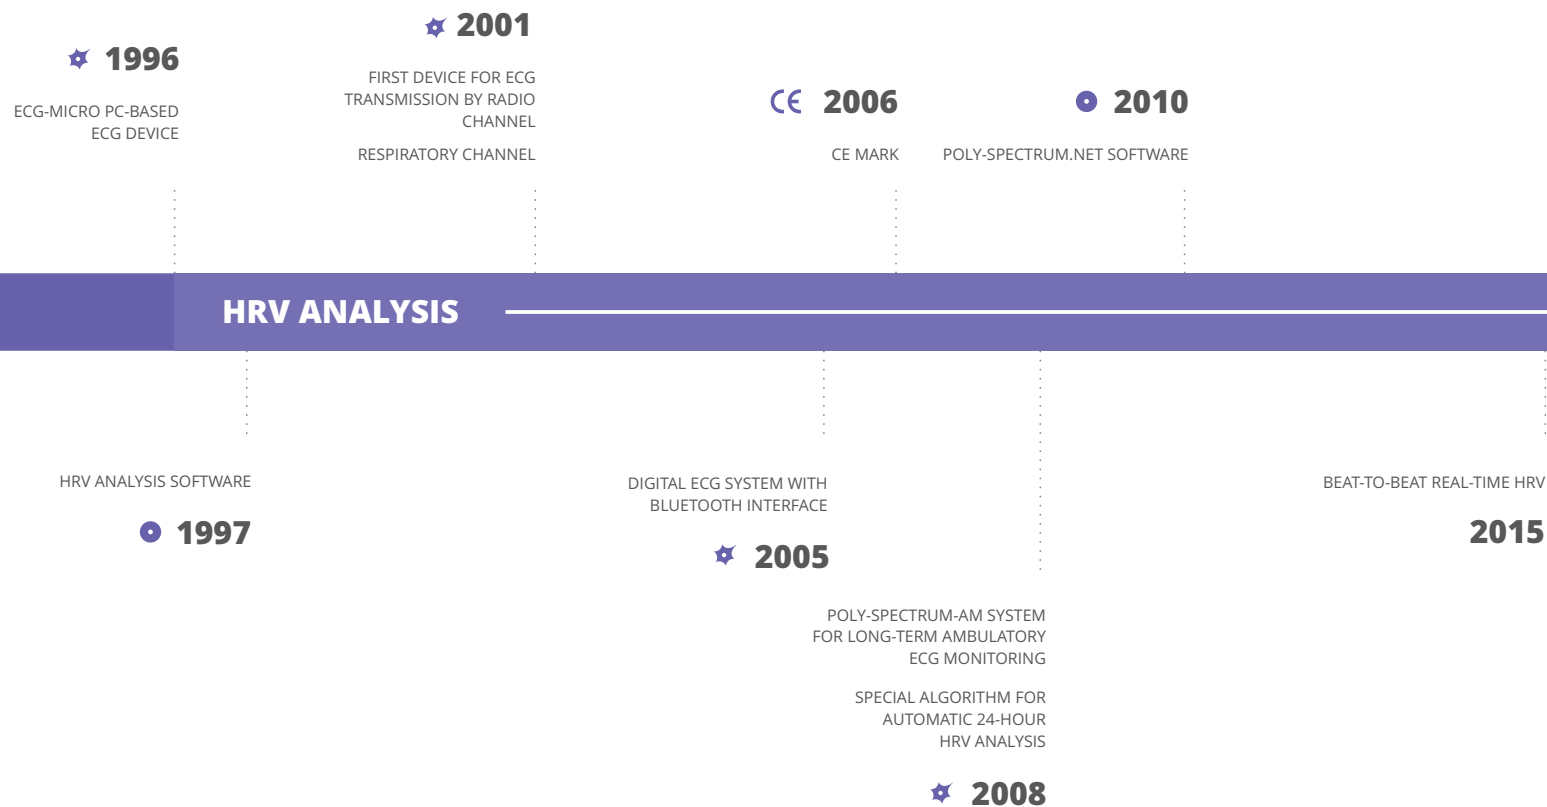 1996
ECG-MICRO PC-BASED
ECG DEVICE
2001
FIRST DEVICE FOR ECG
TRANSMISSION BY RADIO
CHANNEL
RESPIRATORY CHANNEL
CE 2006
CE MARK
2010
POLY-SPECTRUM.NET SOFTWARE
HRV ANALYSIS
HRV ANALYSIS SOFTWARE
1997
DIGITAL ECG SYSTEM WITH
BLUETOOTH INTERFACE
2005
POLY-SPECTRUM-AM SYSTEM
FOR LONG-TERM AMBULATORY
ECG MONITORING
SPECIAL ALGORITHM FOR
AUTOMATIC 24-HOUR
HRV ANALYSIS
2008
BEAT-TO-BEAT REAL-TIME HRV
2015